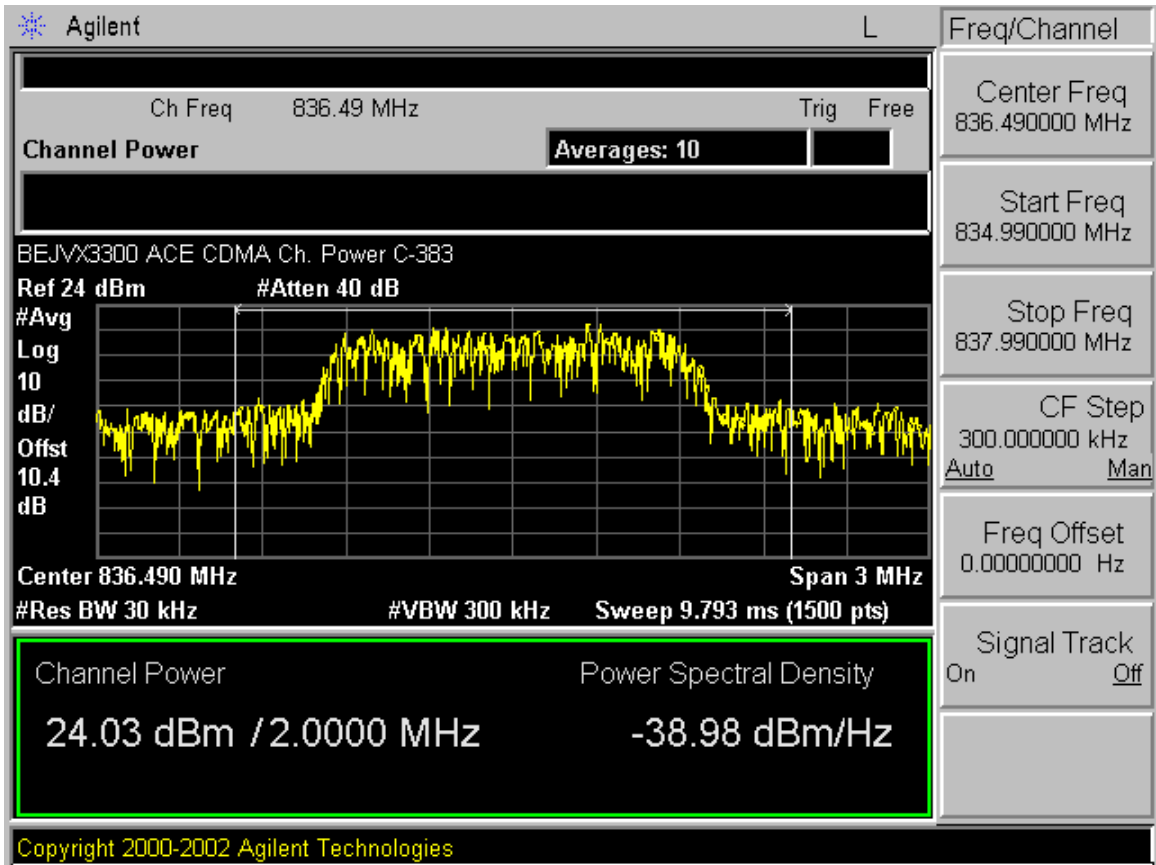 Agilent L
Freq/Channel
Ch Freq 836.49 MHz Trig Free
Channel Power Averages: 10
BEJVX3300 ACE CDMA Ch. Power C-383
Ref 24 dBm #Atten 40 dB
#Avg
Log
10
dB/
Offst
10.4
dB
Center 836.490 MHz Span 3 MHz
#Res BW 30 kHz #VBW 300 kHz Sweep 9.793 ms (1500 pts)
Channel Power Power Spectral Density
24.03 dBm / 2.0000 MHz -38.98 dBm/Hz
Center Freq
836.490000 MHz
Start Freq
834.990000 MHz
Stop Freq
837.990000 MHz
CF Step
300.000000 kHz
Auto Man
Freq Offset
0.00000000 Hz
Signal Track
On Off
Copyright 2000-2002 Agilent Technologies